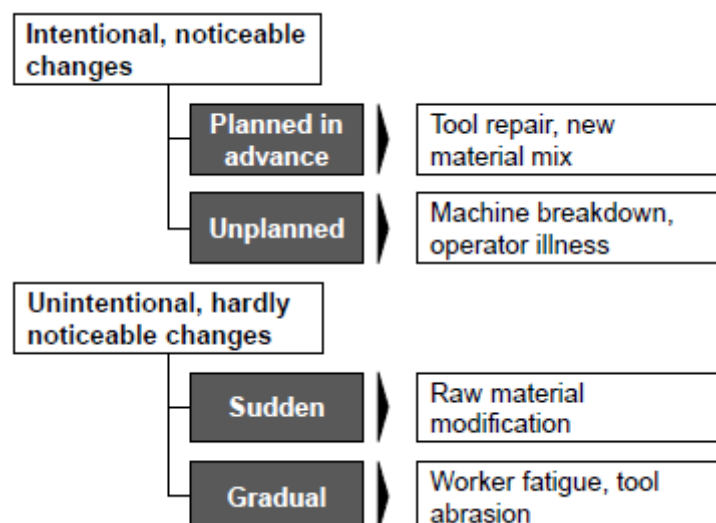 Intentional, noticeable
changes
Planned in
advance
Tool repair, new
material mix
Unplanned
Machine breakdown,
operator illness
Unintentional, hardly
noticeable changes
Sudden
Raw material
modification
Gradual
Worker fatigue, tool
abrasion